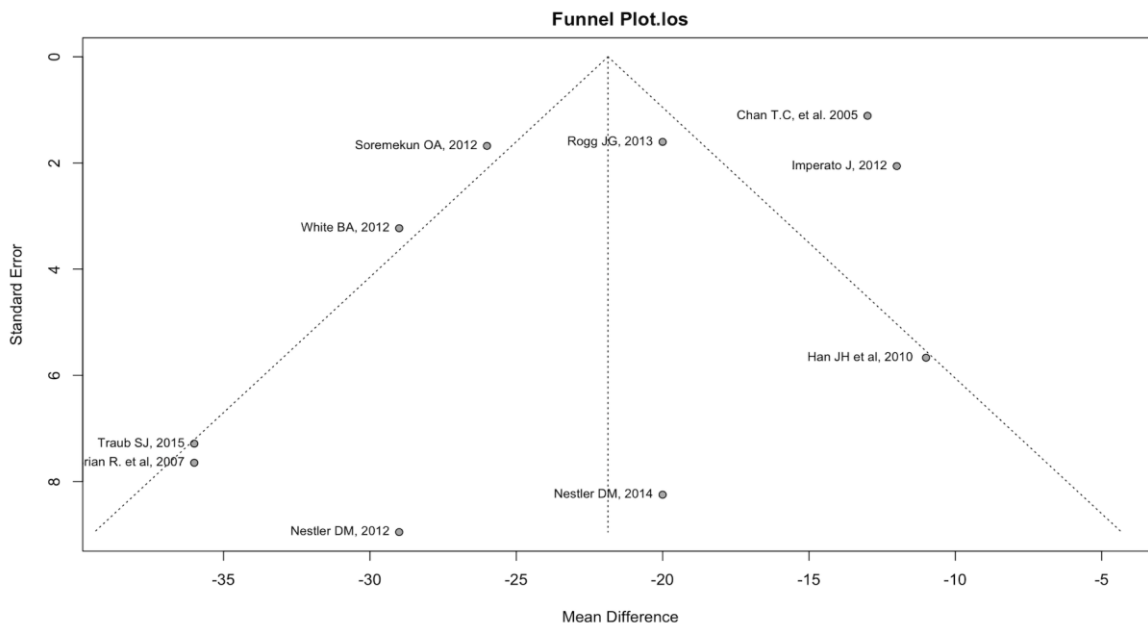 Funnel Plot.los
Standard Error
0
2
4
6
8
Chan T.C, et al. 2005
Soremekun OA, 2012
Rogg JG, 2013
Imperato J, 2012
White BA, 2012
Han JH et al, 2010
Traub SJ, 2015
rian R. et al, 2007
Nestler DM, 2014
Nestler DM, 2012
-35 -30 -25 -20 -15 -10 -5
Mean Difference